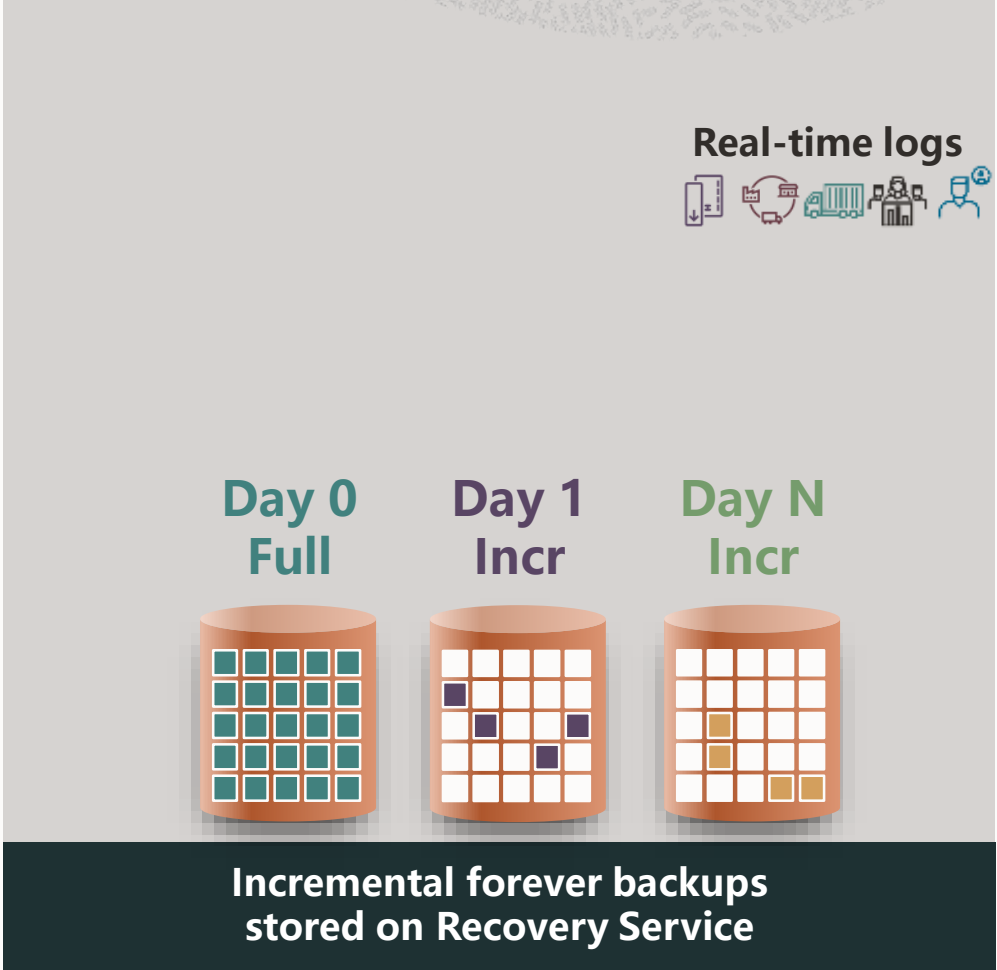 Real-time logs
Day 0
Full
Day 1
Incr
Day N
Incr
Incremental forever backups
stored on Recovery Service